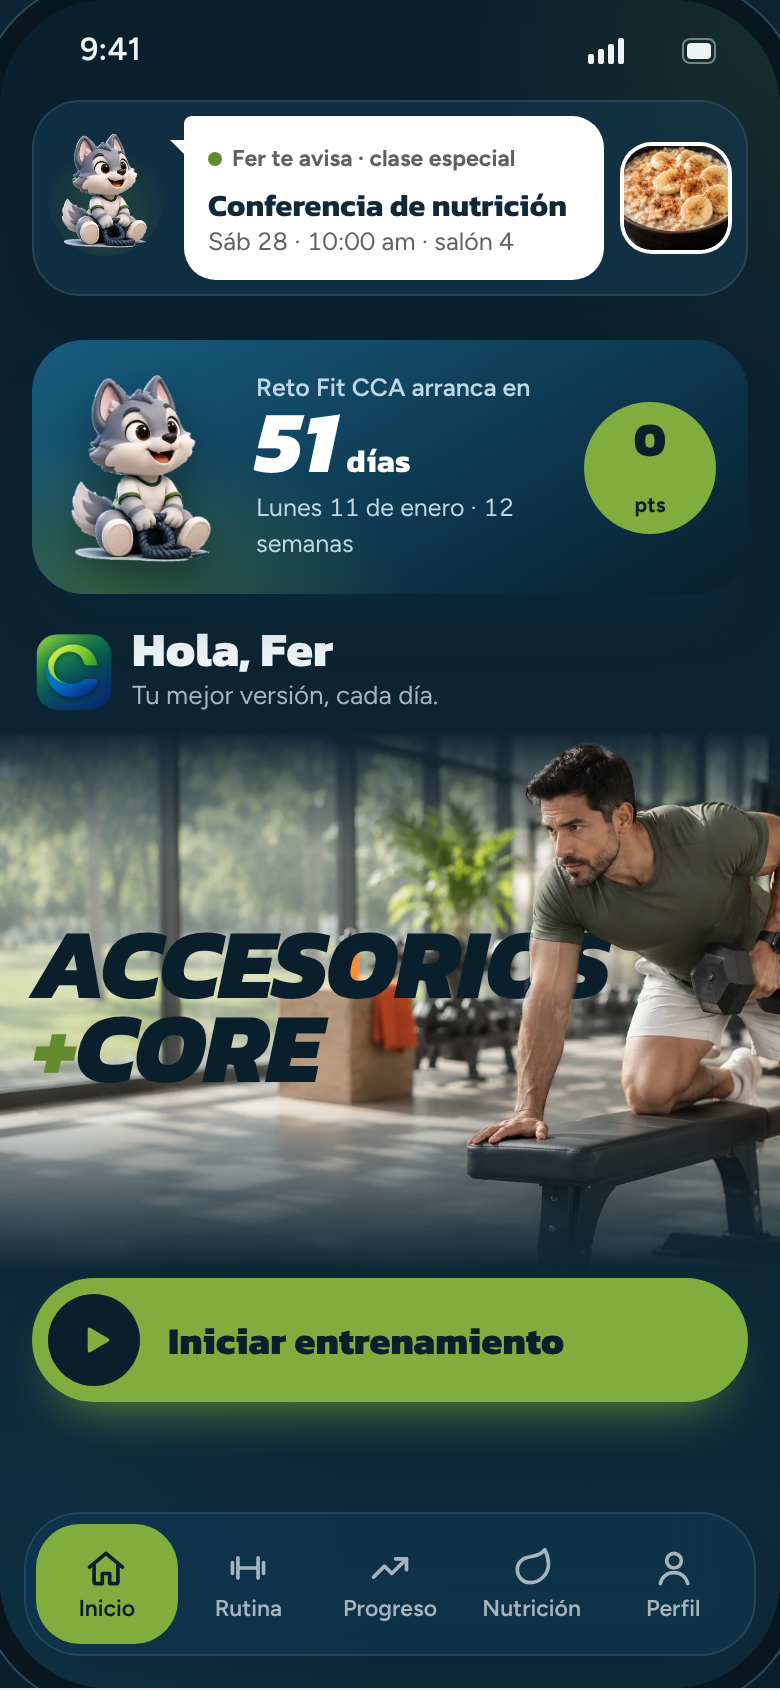 9:41
Fer te avisa · clase especial
Conferencia de nutrición
Sáb 28 · 10:00 am · salón 4
Reto Fit CCA arranca en
51 días
Lunes 11 de enero · 12
semanas
0
pts
Hola, Fer
Tu mejor versión, cada día.
ACCESORIOS
+CORE
Iniciar entrenamiento
Inicio
Rutina
Progreso
Nutrición
Perfil